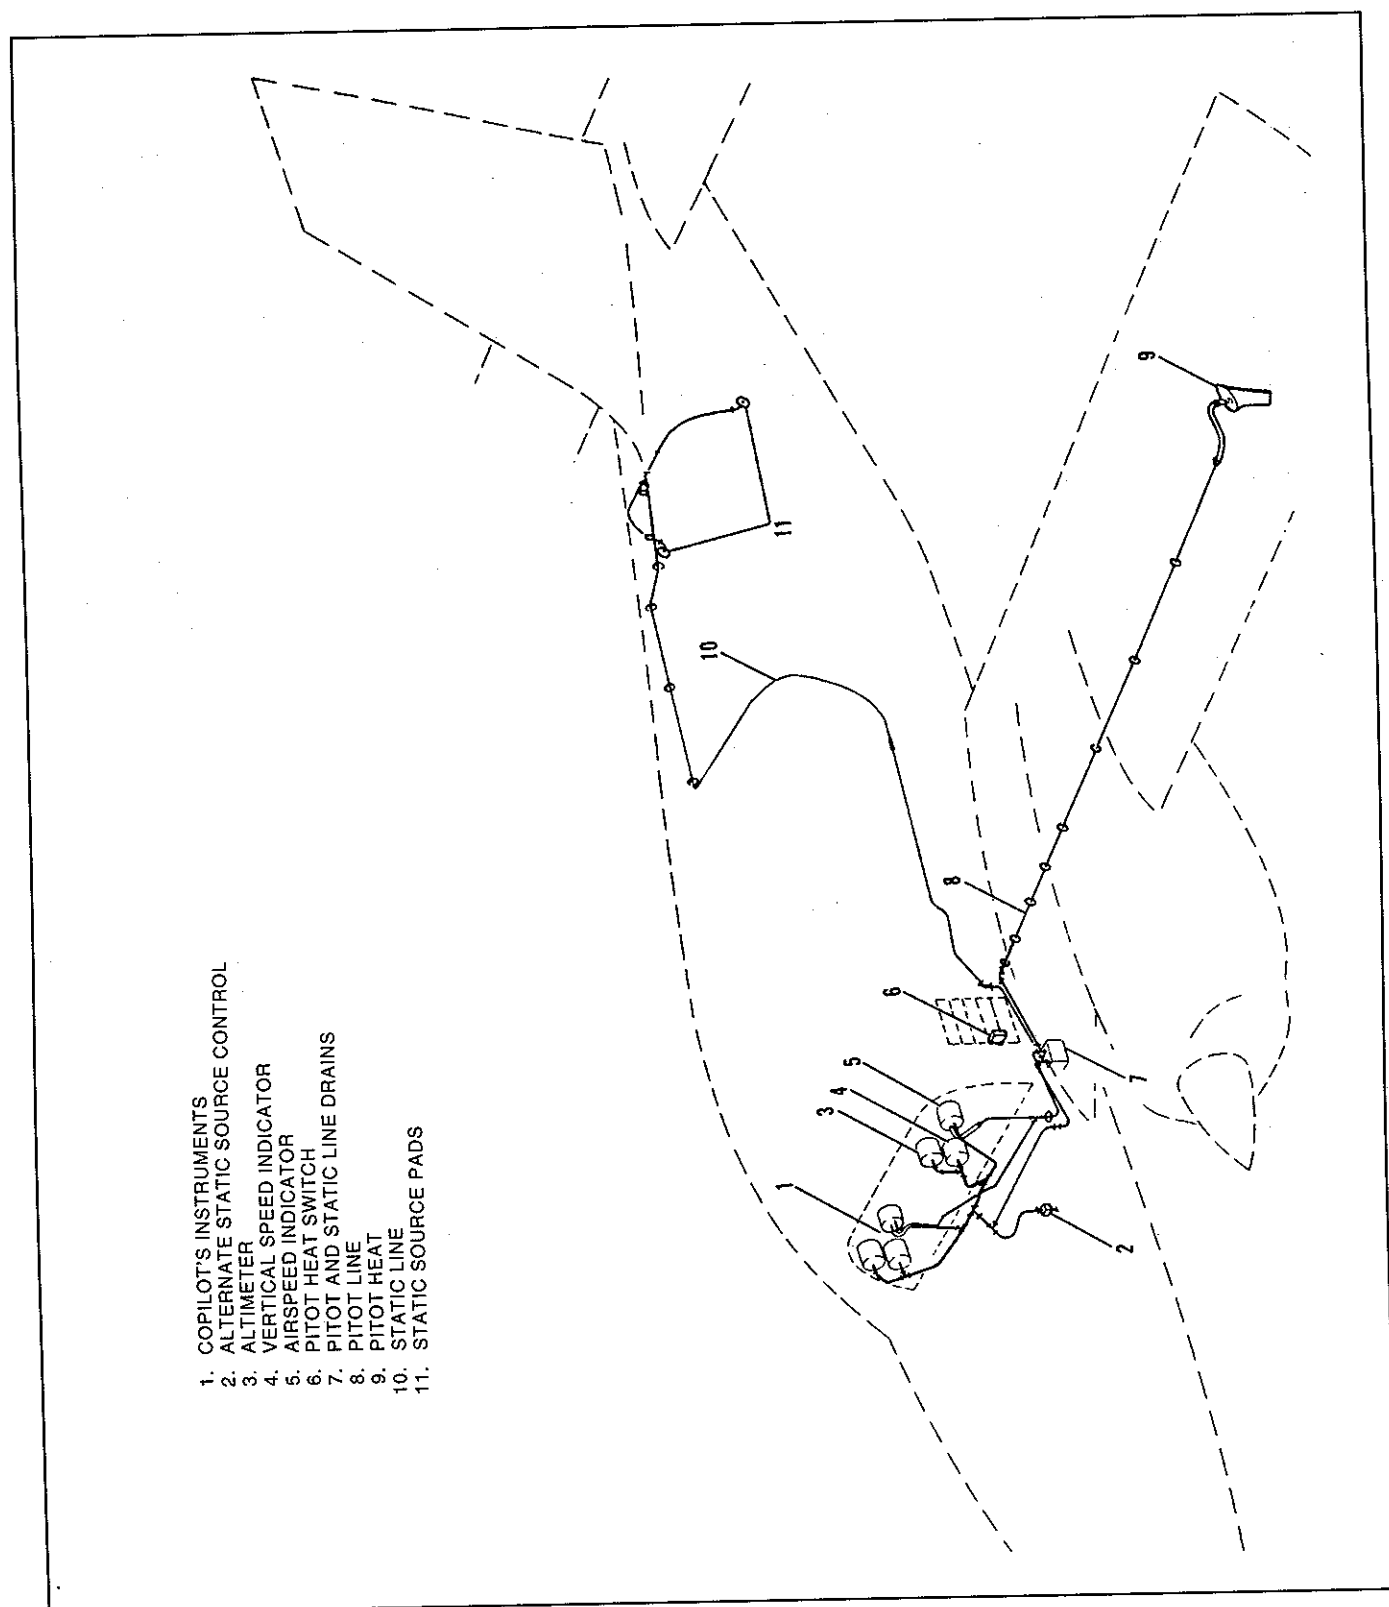 1. COPILOT'S INSTRUMENTS
2. ALTERNATE STATIC SOURCE CONTROL
3. ALTIMETER
4. VERTICAL SPEED INDICATOR
5. AIRSPEED INDICATOR
6. PITOT HEAT SWITCH
7. PITOT AND STATIC LINE DRAINS
8. PITOT LINE
9. PITOT HEAT
10. STATIC LINE
11. STATIC SOURCE PADS
1
2
3
4
5
6
7
8
9
10
11